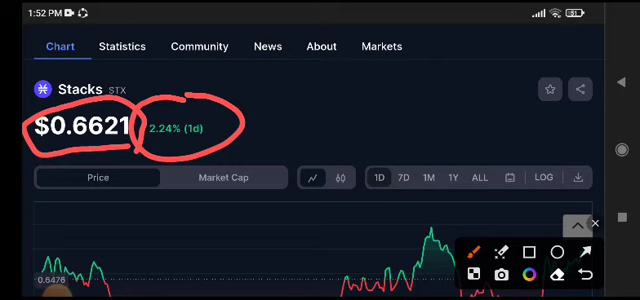 1:52 PM
51
Chart Statistics Community News About Markets
Stacks STX
$0.6621 2.24% (1d)
Price Market Cap 1D 7D 1M 1Y ALL LOG
0.6476